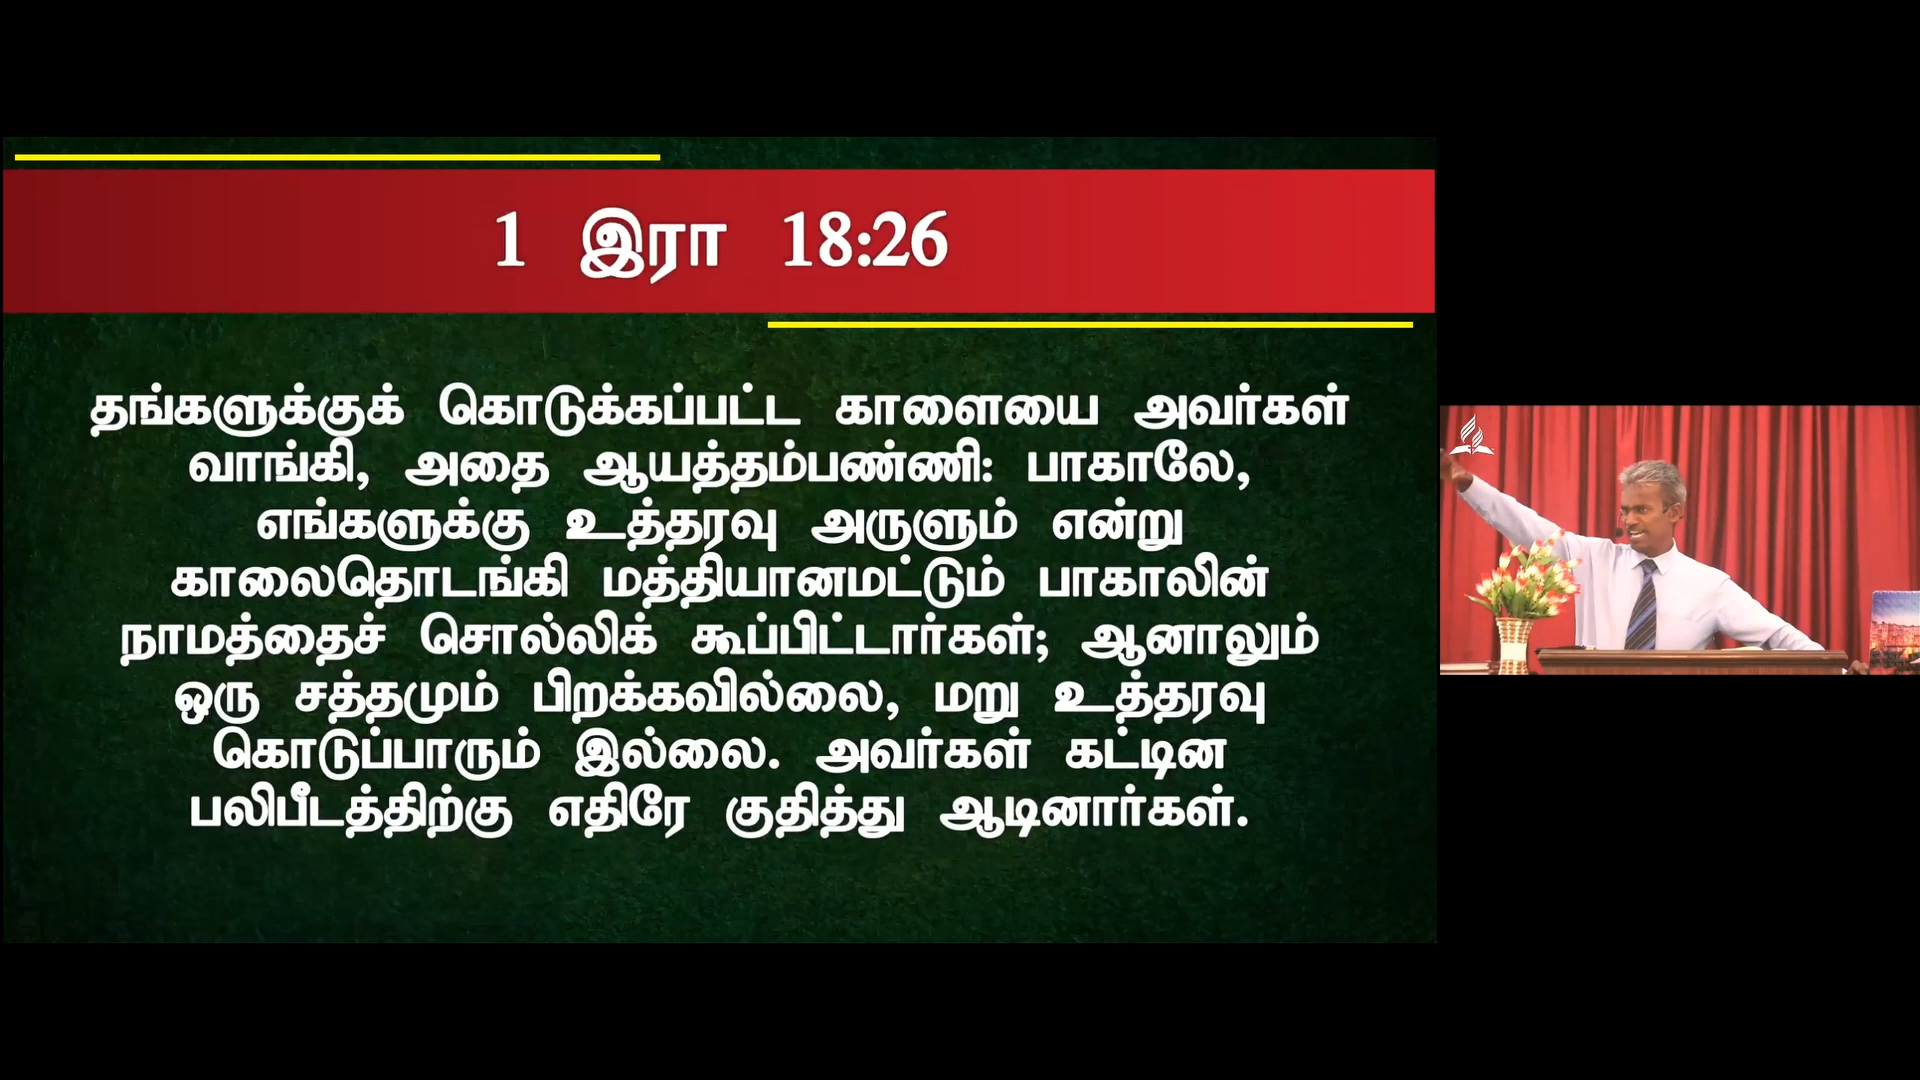 1 இரா 18:26
தங்களுக்குக் கொடுக்கப்பட்ட காளையை அவர்கள்
வாங்கி, அதை ஆயத்தம்பண்ணி: பாகாலே,
எங்களுக்கு உத்தரவு அருளும் என்று
காலைதொடங்கி மத்தியானமட்டும் பாகாலின்
நாமத்தைச் சொல்லிக் கூப்பிட்டார்கள்; ஆனாலும்
ஒரு சத்தமும் பிறக்கவில்லை, மறு உத்தரவு
கொடுப்பாரும் இல்லை. அவர்கள் கட்டின
பலிபீடத்திற்கு எதிரே குதித்து ஆடினார்கள்.